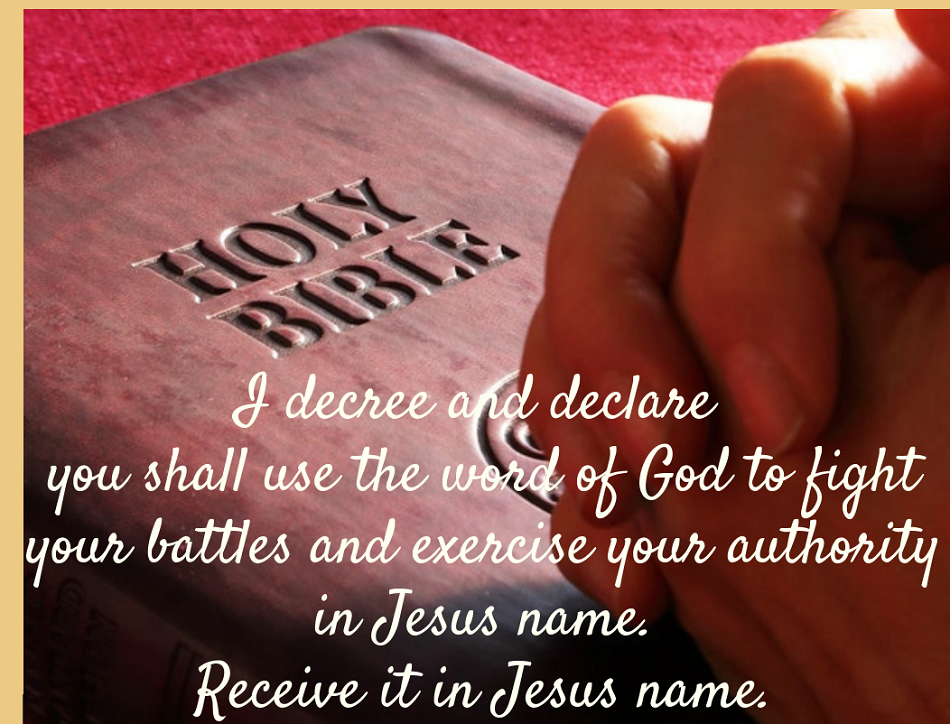 HOLY
BIBLE
I decree and declare
you shall use the word of God to fight
your battles and exercise your authority
in Jesus name.
Receive it in Jesus name.